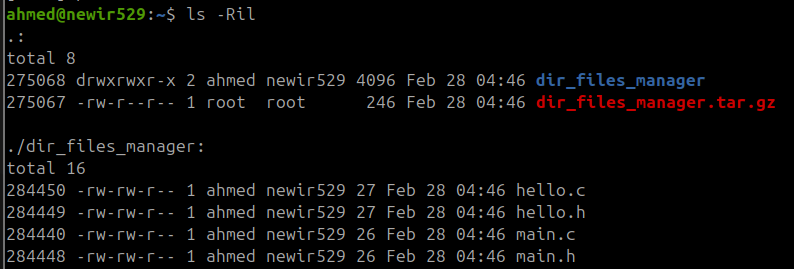 ahmed@newir529:~$ ls -Ril
.:
total 8
275068 drwxrwxr-x 2 ahmed newir529 4096 Feb 28 04:46 dir_files_manager
275067 -rw-r--r-- 1 root  root      246 Feb 28 04:46 dir_files_manager.tar.gz

./dir_files_manager:
total 16
284450 -rw-rw-r-- 1 ahmed newir529 27 Feb 28 04:46 hello.c
284449 -rw-rw-r-- 1 ahmed newir529 27 Feb 28 04:46 hello.h
284440 -rw-rw-r-- 1 ahmed newir529 26 Feb 28 04:46 main.c
284448 -rw-rw-r-- 1 ahmed newir529 26 Feb 28 04:46 main.h